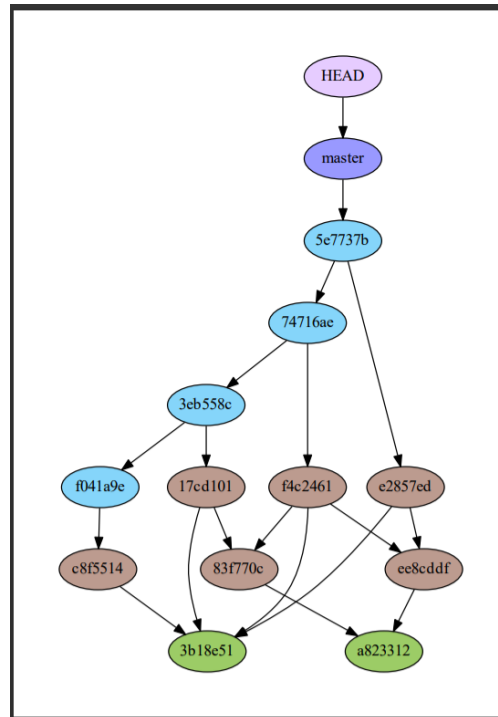 HEAD
master
5e7737b
74716ae
3eb558c
f041a9e
17cd101
f4c2461
e2857ed
c8f5514
83f770c
ee8cddf
3b18e51
a823312